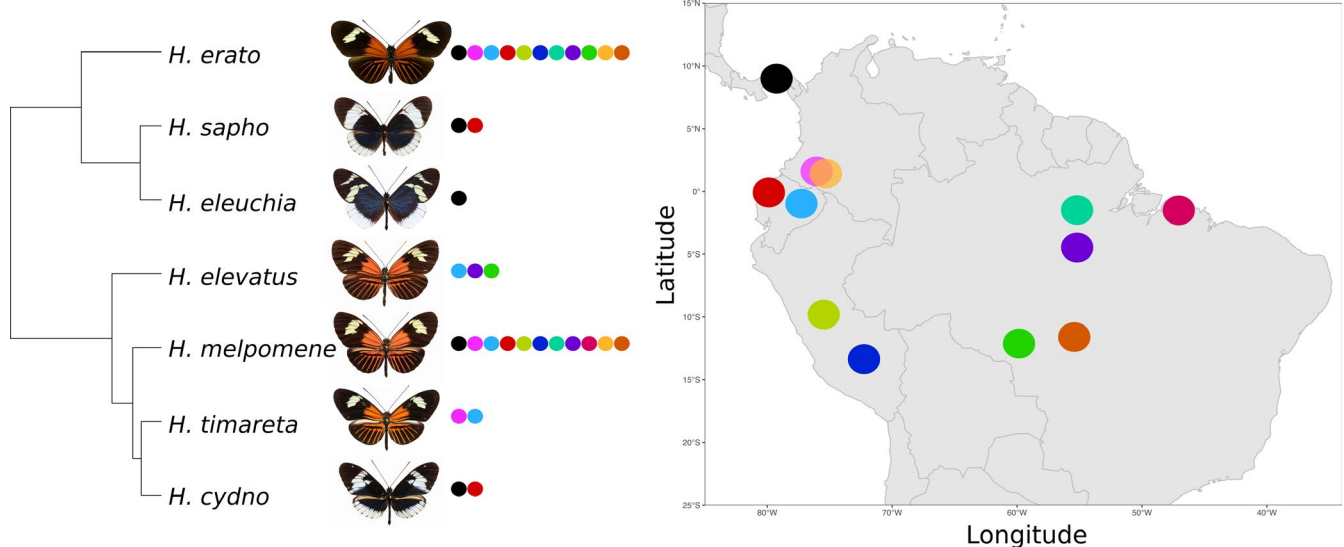 H. erato
H. sapho
H. eleuchia
H. elevatus
H. melpomene
H. timareta
H. cydno
15°N
10°N
5°N
0°
5°S
10°S
15°S
20°S
25°S
Latitude
80°W
70°W
60°W
50°W
40°W
Longitude